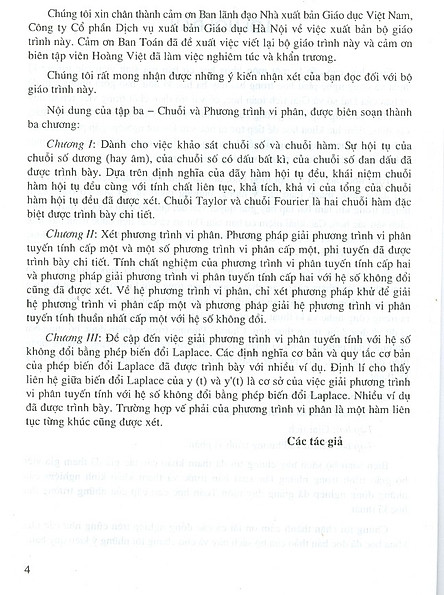 Chúng tôi xin chân thành cảm ơn Ban lãnh đạo Nhà xuất bản Giáo dục Việt Nam,
Công ty Cổ phần Dịch vụ xuất bản Giáo dục Hà Nội về việc xuất bản bộ giáo
trình này. Cảm ơn Ban Toán đã đề xuất việc viết lại bộ giáo trình này và cảm ơn
biên tập viên Hoàng Việt đã làm việc nghiêm túc và khẩn trương.
Chúng tôi rất mong nhận được những ý kiến nhận xét của bạn đọc đối với bộ
giáo trình này.
Nội dung của tập ba – Chuỗi và Phương trình vi phân, được biên soạn thành
ba chương:
Chương I: Dành cho việc khảo sát chuỗi số và chuỗi hàm. Sự hội tụ của
chuỗi số dương (hay âm), của chuỗi số có dấu bất kì, của chuỗi số đan dấu đã
được trình bày. Dựa trên định nghĩa của dãy hàm hội tụ đều, khái niệm chuỗi
hàm hội tụ đều cùng với tính chất liên tục, khả tích, khả vi của tổng của chuỗi
hàm hội tụ đều đã được xét. Chuỗi Taylor và chuỗi Fourier là hai chuỗi hàm đặc
biệt được trình bày chi tiết.
Chương II: Xét phương trình vi phân. Phương pháp giải phương trình vi phân
tuyến tính cấp một và một số phương trình vi phân cấp một, phi tuyến đã được
trình bày chi tiết. Tính chất nghiệm của phương trình vi phân tuyến tính cấp hai
và phương pháp giải phương trình vi phân tuyến tính cấp hai với hệ số không đổi
cũng đã được xét. Về hệ phương trình vi phân, chỉ xét phương pháp khử để giải
hệ phương trình vi phân cấp một và phương pháp giải hệ phương trình vi phân
tuyến tính thuần nhất cấp một với hệ số không đổi.
Chương III: Đề cập đến việc giải phương trình vi phân tuyến tính với hệ số
không đổi bằng phép biến đổi Laplace. Các định nghĩa cơ bản và quy tắc cơ bản
của phép biến đổi Laplace đã được trình bày với nhiều ví dụ. Định lí cho thấy
liên hệ giữa biến đổi Laplace của y (t) và y'(t) là cơ sở của việc giải phương trình
vi phân tuyến tính với hệ số không đổi bằng phép biến đổi Laplace. Nhiều ví dụ
đã được trình bày. Trường hợp vế phải của phương trình vi phân là một hàm liên
tục từng khúc cũng được xét.
Các tác giả
4